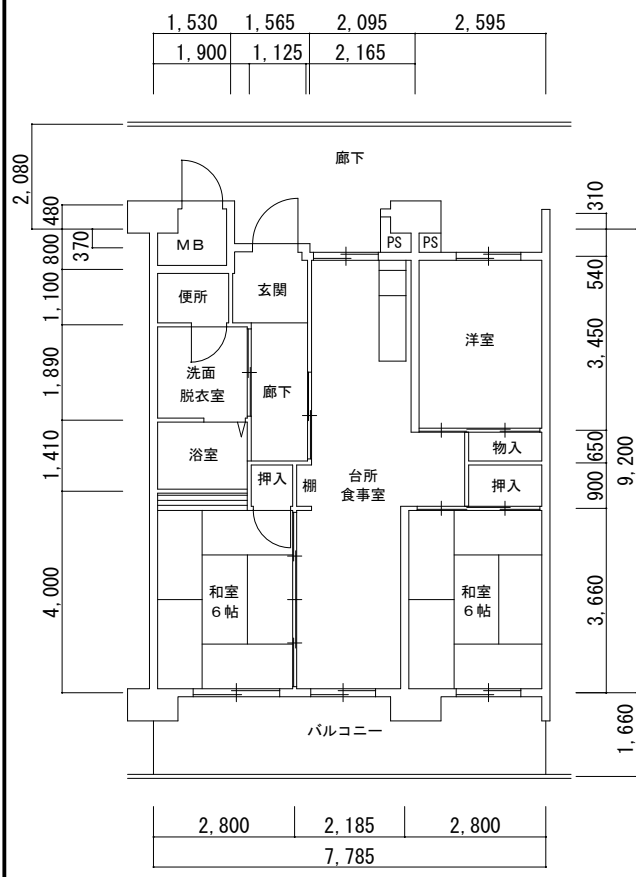 1,530 1,565 2,095 2,595
1,900 1,125 2,165
2,080
480
370
800
1,100
1,890
1,410
4,000
廊下
MB
PS
PS
便所
玄関
洗面
脱衣室
廊下
洋室
浴室
押入
棚
台所
食事室
物入
押入
和室
6帖
和室
6帖
バルコニー
310
540
3,450
650
900
9,200
3,660
1,660
2,800 2,185 2,800
7,785